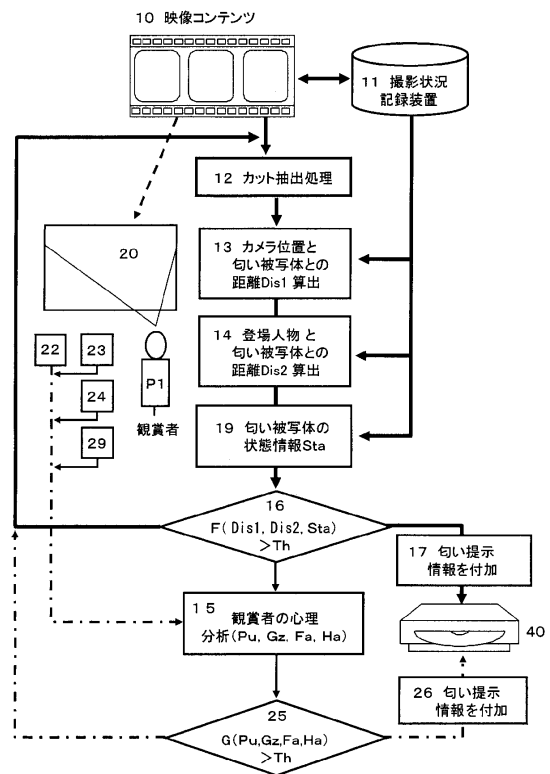 10 映像コンテンツ
11 撮影状況
記録装置
12 カット抽出処理
13 カメラ位置と
匂い被写体との
距離Dis1 算出
14 登場人物 と
匂い被写体との
距離Dis2 算出
19 匂い被写体の
状態情報Sta
20
22
23
24
29
P1
観賞者
16
F( Dis1, Dis2, Sta)
>Th
17 匂い提示
情報を付加
15
観賞者の心理
分析(Pu, Gz, Fa, Ha)
40
26 匂い提示
情報を付加
25
G(Pu,Gz,Fa,Ha)
>Th